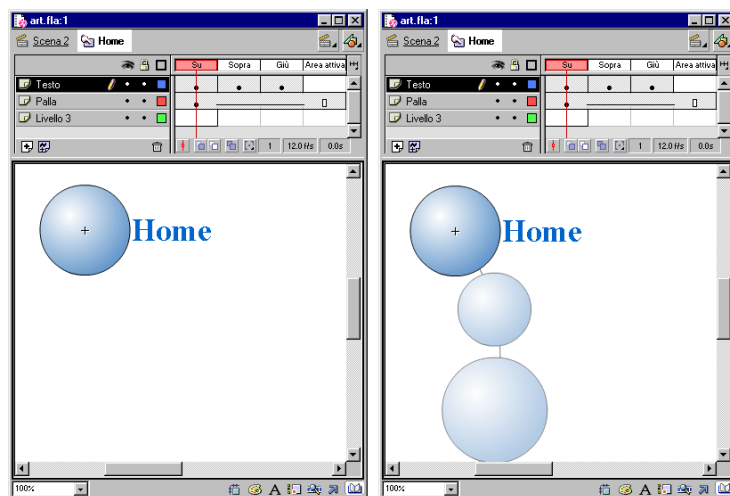 art.fla:1
Scena 2 Home
Su Sopra Giù Area attiva
Testo
Palla
Livello 3
1 12.0 f/s 0.0s
Home
100%
art.fla:1
Scena 2 Home
Su Sopra Giù Area attiva
Testo
Palla
Livello 3
1 12.0 f/s 0.0s
Home
100%